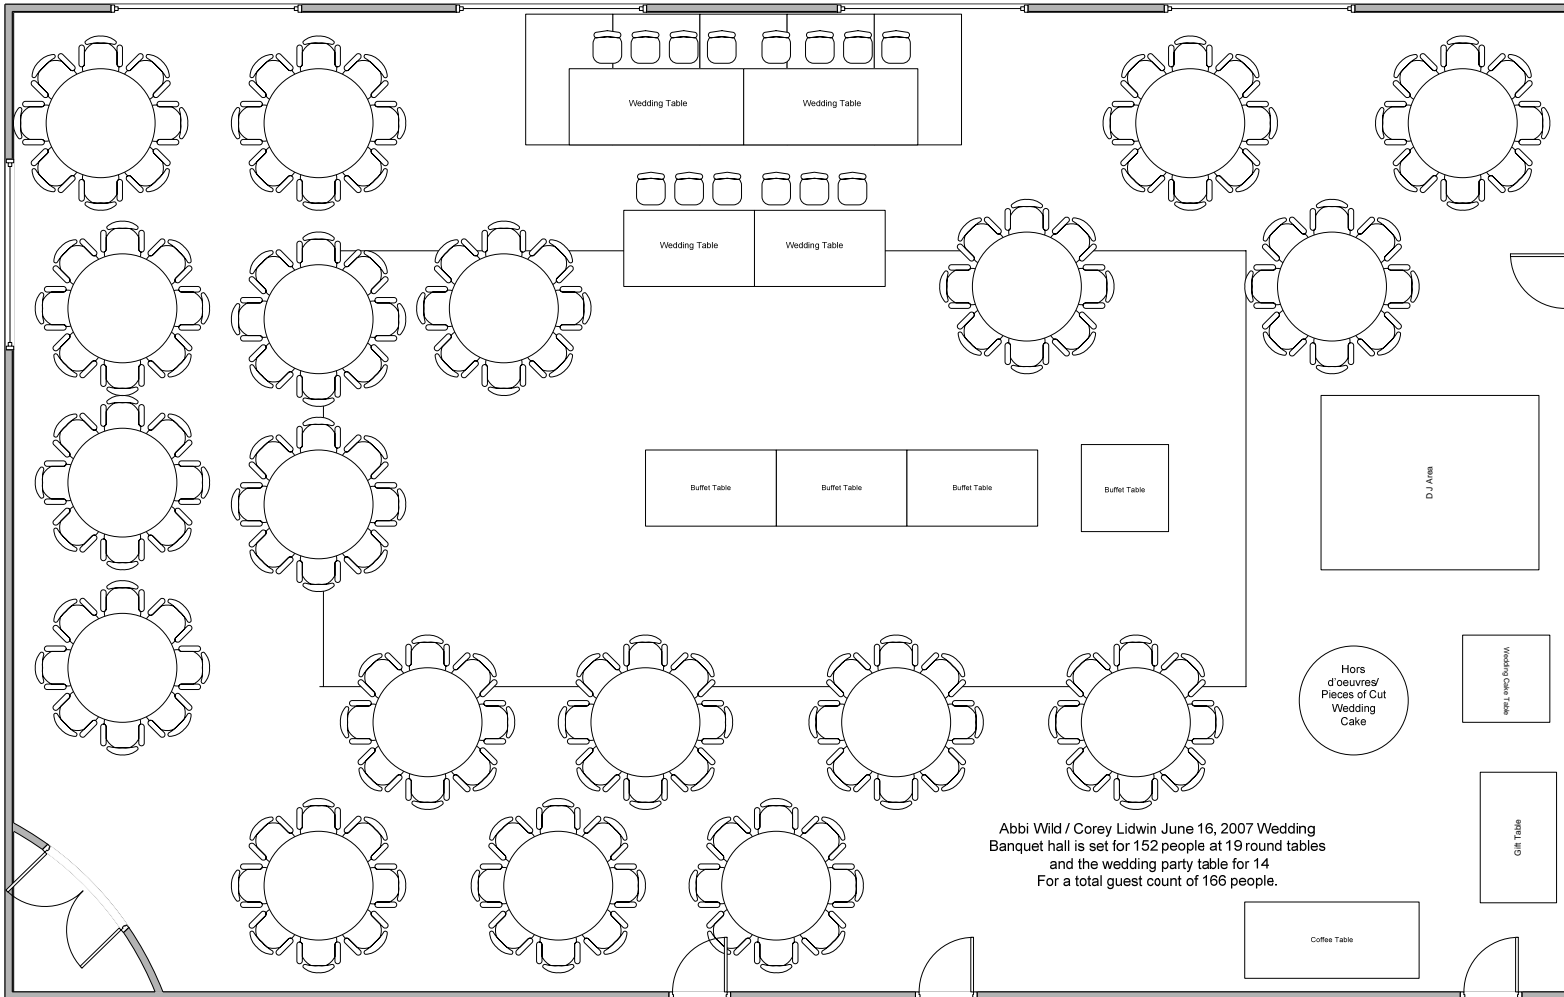 Wedding Table
Wedding Table
Wedding Table
Wedding Table
Buffet Table
Buffet Table
Buffet Table
Buffet Table
D J Area
Hors
d'oeuvres/
Pieces of Cut
Wedding
Cake
Wedding Cake Table
Gift Table
Abbi Wild / Corey Lidwin June 16, 2007 Wedding
Banquet hall is set for 152 people at 19 round tables
and the wedding party table for 14
For a total guest count of 166 people.
Coffee Table